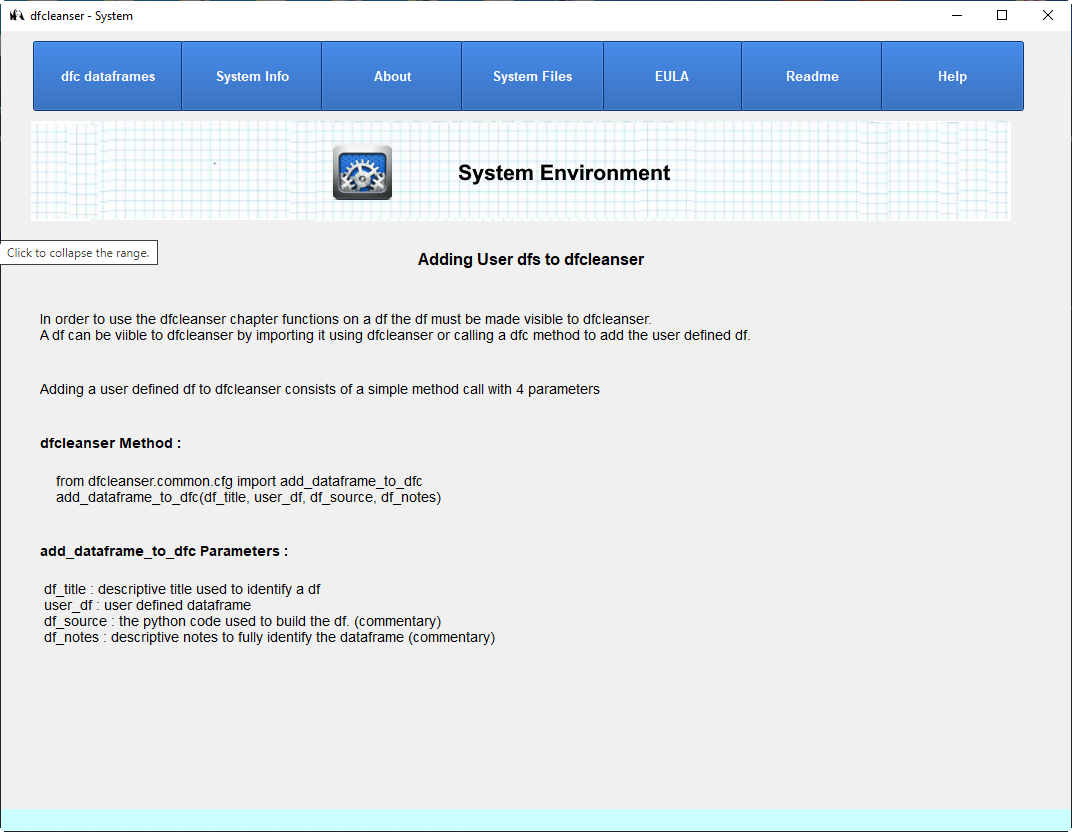 dfcleanser - System
dfc dataframes
System Info
About
System Files
EULA
Readme
Help
System Environment
Click to collapse the range.
Adding User dfs to dfcleanser
In order to use the dfcleanser chapter functions on a df the df must be made visible to dfcleanser.
A df can be viible to dfcleanser by importing it using dfcleanser or calling a dfc method to add the user defined df.
Adding a user defined df to dfcleanser consists of a simple method call with 4 parameters
dfcleanser Method :
from dfcleanser.common.cfg import add_dataframe_to_dfc
add_dataframe_to_dfc(df_title, user_df, df_source, df_notes)
add_dataframe_to_dfc Parameters :
df_title : descriptive title used to identify a df
user_df : user defined dataframe
df_source : the python code used to build the df. (commentary)
df_notes : descriptive notes to fully identify the dataframe (commentary)